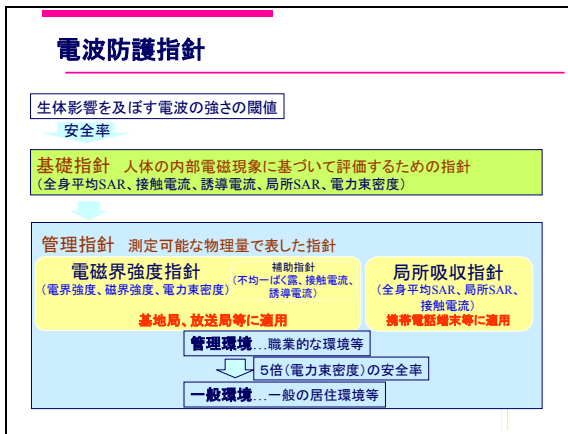 電波防護指針
生体影響を及ぼす電波の強さの閾値
安全率
基礎指針 人体の内部電磁現象に基づいて評価するための指針
(全身平均SAR、接触電流、誘導電流、局所SAR、電力束密度)
管理指針 測定可能な物理量で表した指針
電磁界強度指針
(電界強度、磁界強度、電力束密度)
補助指針
(不均一ばく露、接触電流、
誘導電流)
基地局、放送局等に適用
局所吸収指針
(全身平均SAR、局所SAR、
接触電流)
携帯電話端末等に適用
管理環境…職業的な環境等
5倍(電力束密度)の安全率
一般環境…一般の居住環境等